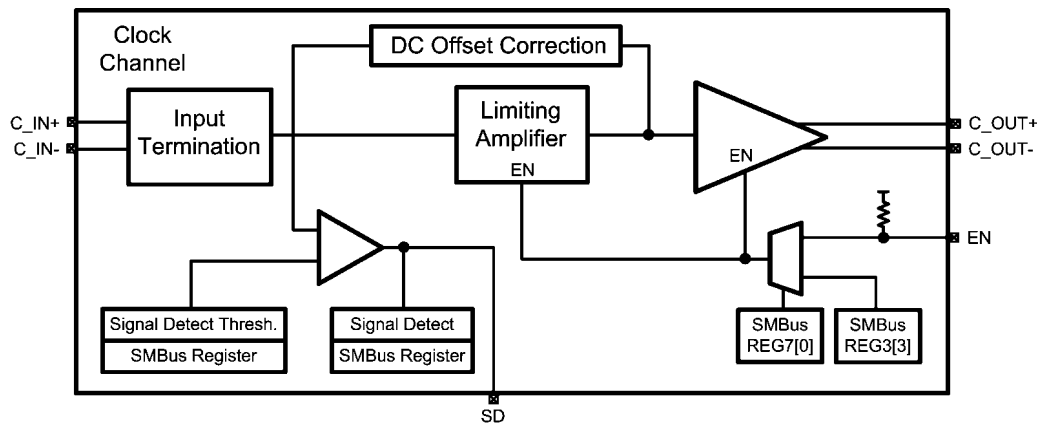 Clock
Channel
DC Offset Correction
Input
Termination
Limiting
Amplifier
EN
EN
C_IN+
C_IN-
C_OUT+
C_OUT-
EN
Signal Detect Thresh.
SMBus Register
Signal Detect
SMBus Register
SMBus
REG7[0]
SMBus
REG3[3]
SD